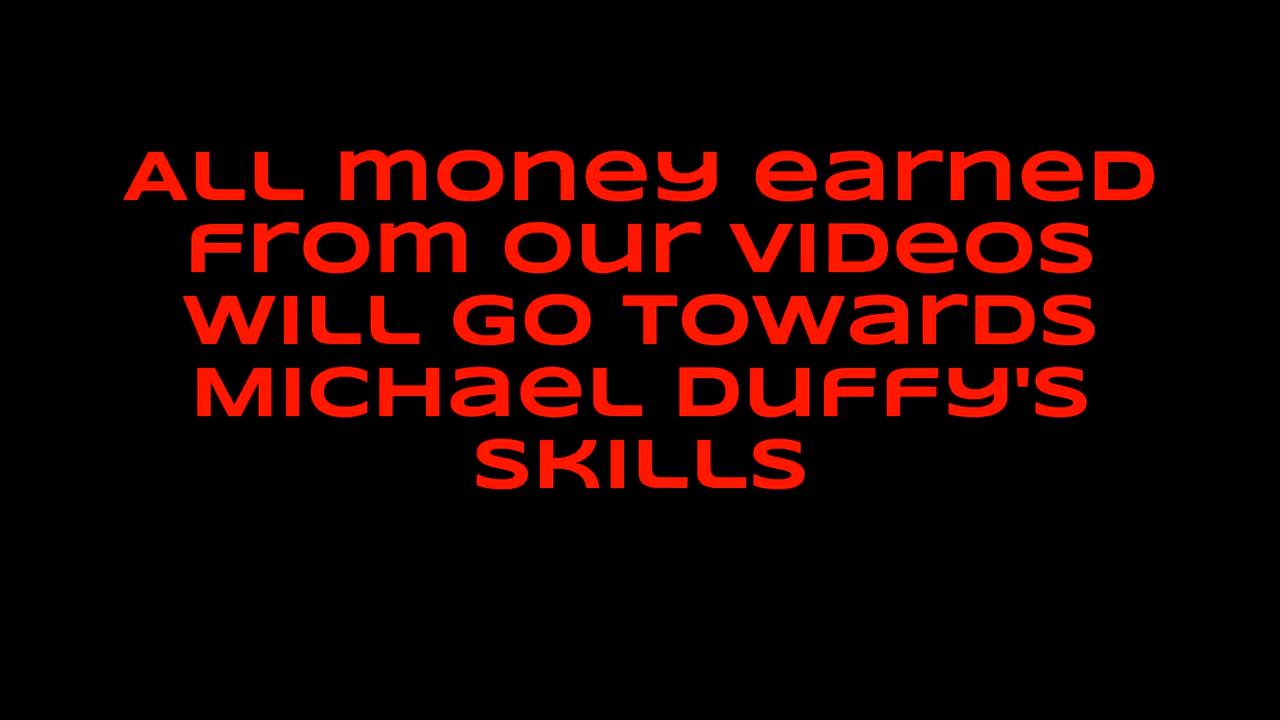 ALL money earned
from our videos
will go towards
Michael Duffy's
skills